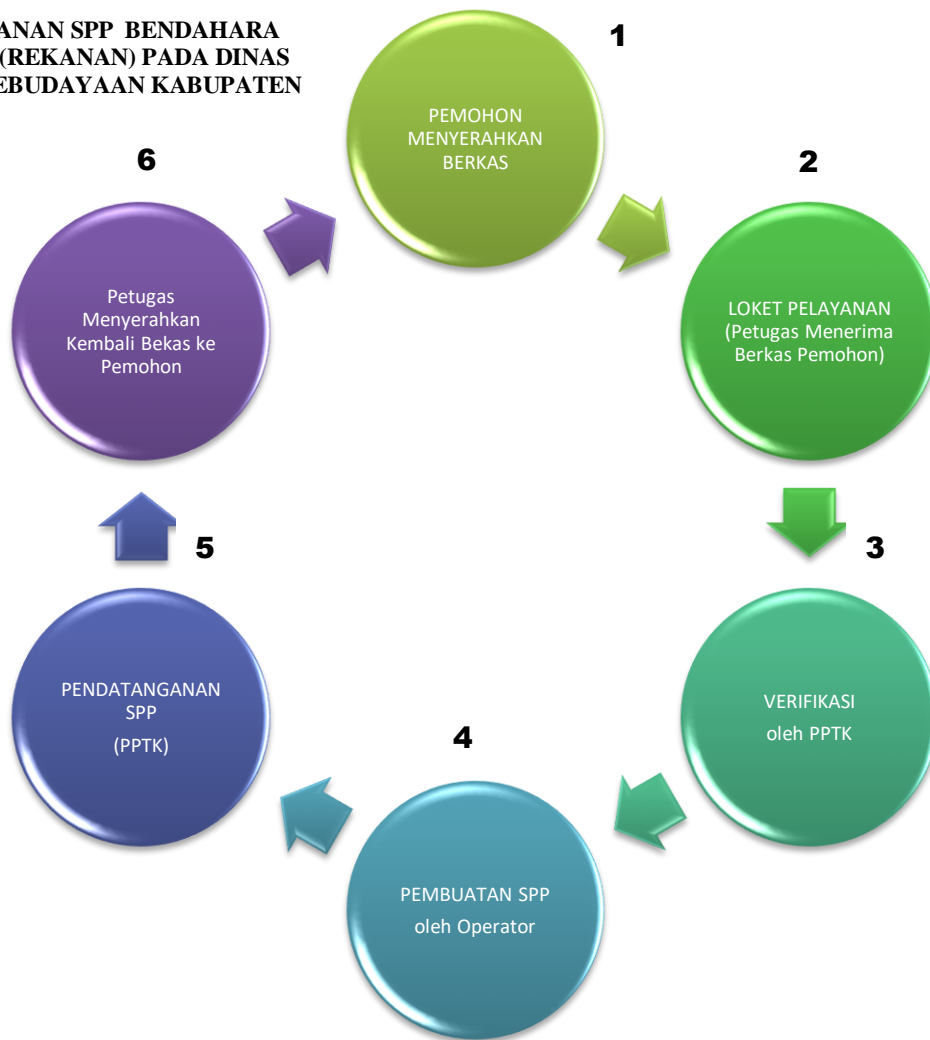 ANAN SPP BENDAHARA
(REKANAN) PADA DINAS
EBUDAYAAN KABUPATEN
1
PEMOHON
MENYERAHKAN
BERKAS
2
LOKET PELAYANAN
(Petugas Menerima
Berkas Pemohon)
3
VERIFIKASI
oleh PPTK
4
PEMBUATAN SPP
oleh Operator
5
PENDATANGANAN
SPP
(PPTK)
6
Petugas
Menyerahkan
Kembali Bekas ke
Pemohon